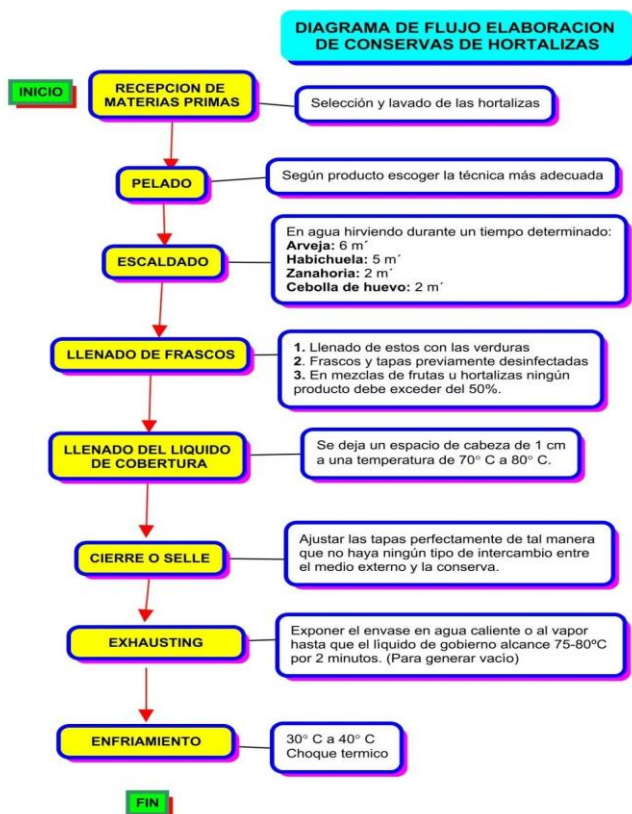 DIAGRAMA DE FLUJO ELABORACION
DE CONSERVAS DE HORTALIZAS
INICIO
RECEPCION DE
MATERIAS PRIMAS
Selección y lavado de las hortalizas
PELADO
Según producto escoger la técnica más adecuada
ESCALDADO
En agua hirviendo durante un tiempo determinado:
Arveja: 6 m´
Habichuela: 5 m´
Zanahoria: 2 m´
Cebolla de huevo: 2 m´
LLENADO DE FRASCOS
1. Llenado de estos con las verduras
2. Frascos y tapas previamente desinfectadas
3. En mezclas de frutas u hortalizas ningún
producto debe exceder del 50%.
LLENADO DEL LIQUIDO
DE COBERTURA
Se deja un espacio de cabeza de 1 cm
a una temperatura de 70° C a 80° C.
CIERRE O SELLE
Ajustar las tapas perfectamente de tal manera
que no haya ningún tipo de intercambio entre
el medio externo y la conserva.
EXHAUSTING
Exponer el envase en agua caliente o al vapor
hasta que el líquido de gobierno alcance 75-80ºC
por 2 minutos. (Para generar vacío)
ENFRIAMIENTO
30° C a 40° C
Choque termico
FIN